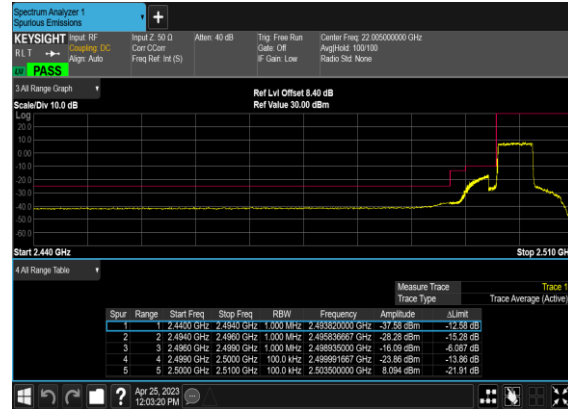 Spectrum Analyzer 1
Spurious Emissions
+
KEYSIGHT Input: RF Input Z: 50 Ω Atten: 40 dB Trig: Free Run Center Freq: 22.005000000 GHz
RLT Coupling: DC Corr CCorr Gate: Off Avg|Hold: 100/100
Align: Auto Freq Ref: Int (S) IF Gain: Low Radio Std: None
PASS
3 All Range Graph Ref Lvl Offset 8.40 dB
Scale/Div 10.0 dB Ref Value 30.00 dBm
Log
20.0
10.0
0.00
-10.0
-20.0
-30.0
-40.0
-50.0
-60.0
Start 2.440 GHz Stop 2.510 GH
4 All Range Table
Measure Trace Trace 1
Trace Type Trace Average (Active)
Spur Range Start Freq Stop Freq RBW Frequency Amplitude ΔLimit
1 1 2.4400 GHz 2.4940 GHz 1.000 MHz 2.493820000 GHz -37.58 dBm -12.58 dB
2 2 2.4940 GHz 2.4960 GHz 1.000 MHz 2.495836667 GHz -28.28 dBm -15.28 dB
3 3 2.4960 GHz 2.4990 GHz 1.000 MHz 2.498935000 GHz -16.09 dBm -6.087 dB
4 4 2.4990 GHz 2.5000 GHz 100.0 kHz 2.499991667 GHz -23.86 dBm -13.86 dB
5 5 2.5000 GHz 2.5100 GHz 100.0 kHz 2.503500000 GHz 8.094 dBm -21.91 dB
? Apr 25, 2023
12:03:20 PM